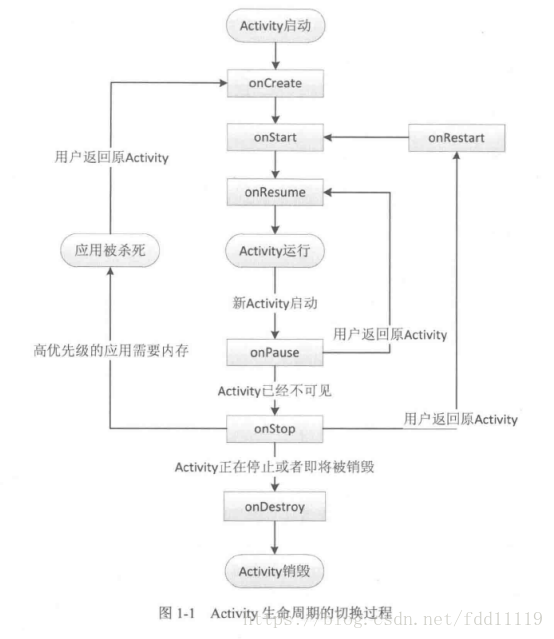 Activity启动
onCreate
onStart
onRestart
用户返回原Activity
onResume
应用被杀死
Activity运行
新Activity启动
用户返回原Activity
高优先级的应用需要内存
onPause
Activity已经不可见
用户返回原Activity
onStop
Activity正在停止或者即将被销毁
onDestroy
Activity销毁
图 1-1 Activity 生命周期的切换过程
https://blog.csdn.net/fdd11119